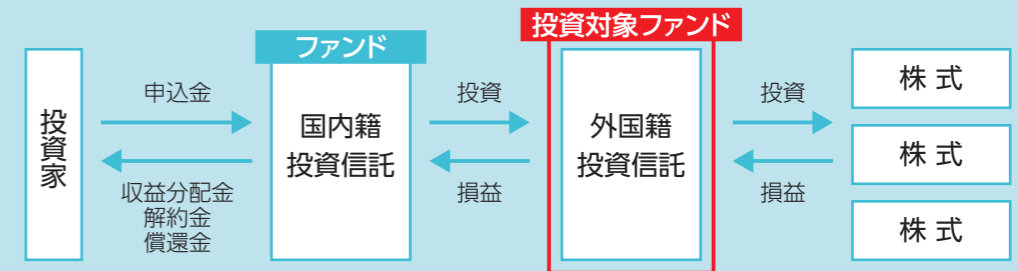 投資家
申込金
収益分配金
解約金
償還金
ファンド
国内籍
投資信託
投資
損益
投資対象ファンド
外国籍
投資信託
投資
損益
株 式
株 式
株 式